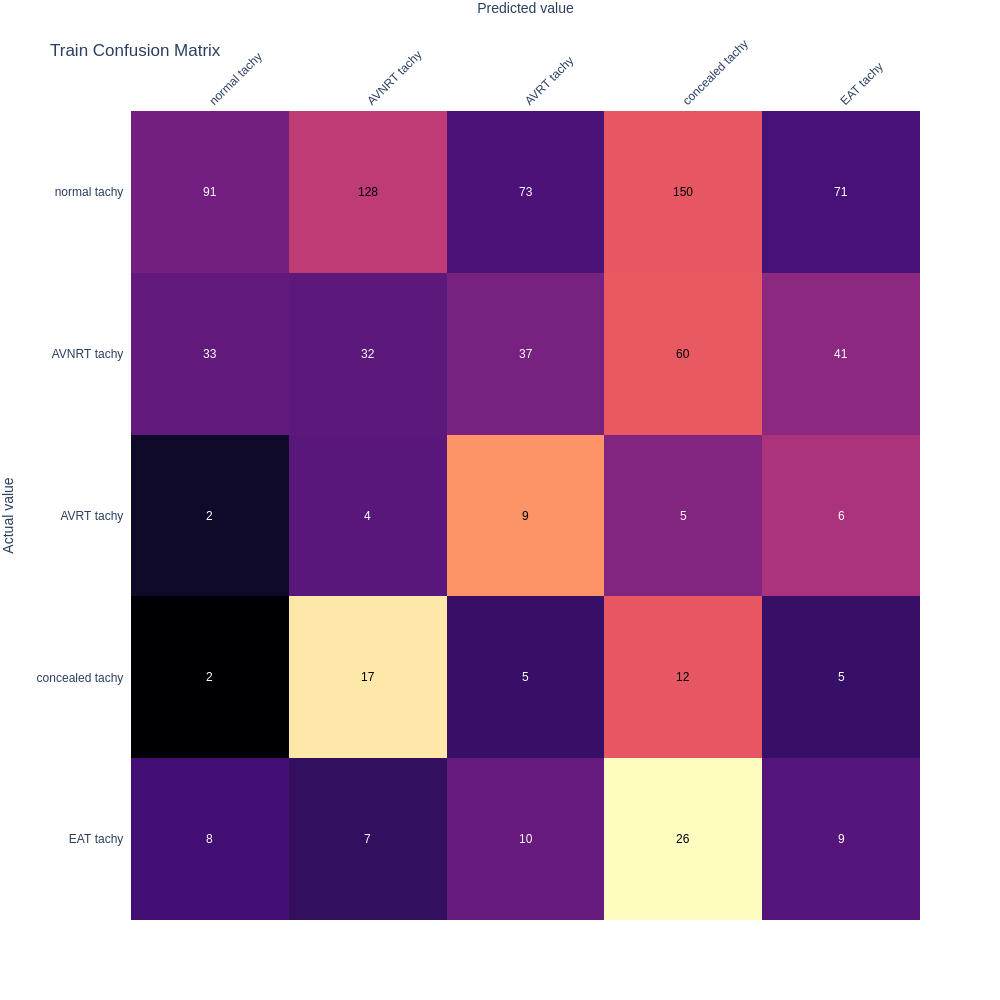 Predicted value
Train Confusion Matrix
normal tachy AVNRT tachy AVRT tachy concealed tachy EAT tachy
Actual value
normal tachy 91 128 73 150 71
AVNRT tachy 33 32 37 60 41
AVRT tachy 2 4 9 5 6
concealed tachy 2 17 5 12 5
EAT tachy 8 7 10 26 9